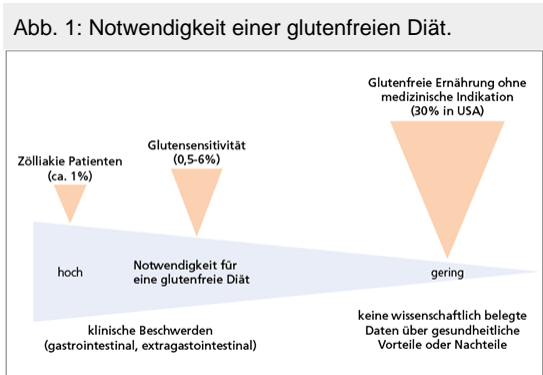 Abb. 1: Notwendigkeit einer glutenfreien Diät.
Glutenfreie Ernährung ohne
medizinische Indikation
(30% in USA)
Glutensensitivität
(0,5-6%)
Zölliakie Patienten
(ca. 1%)
hoch
Notwendigkeit für
eine glutenfreie Diät
gering
klinische Beschwerden
(gastrointestinal, extragastointestinal)
keine wissenschaftlich belegte
Daten über gesundheitliche
Vorteile oder Nachteile